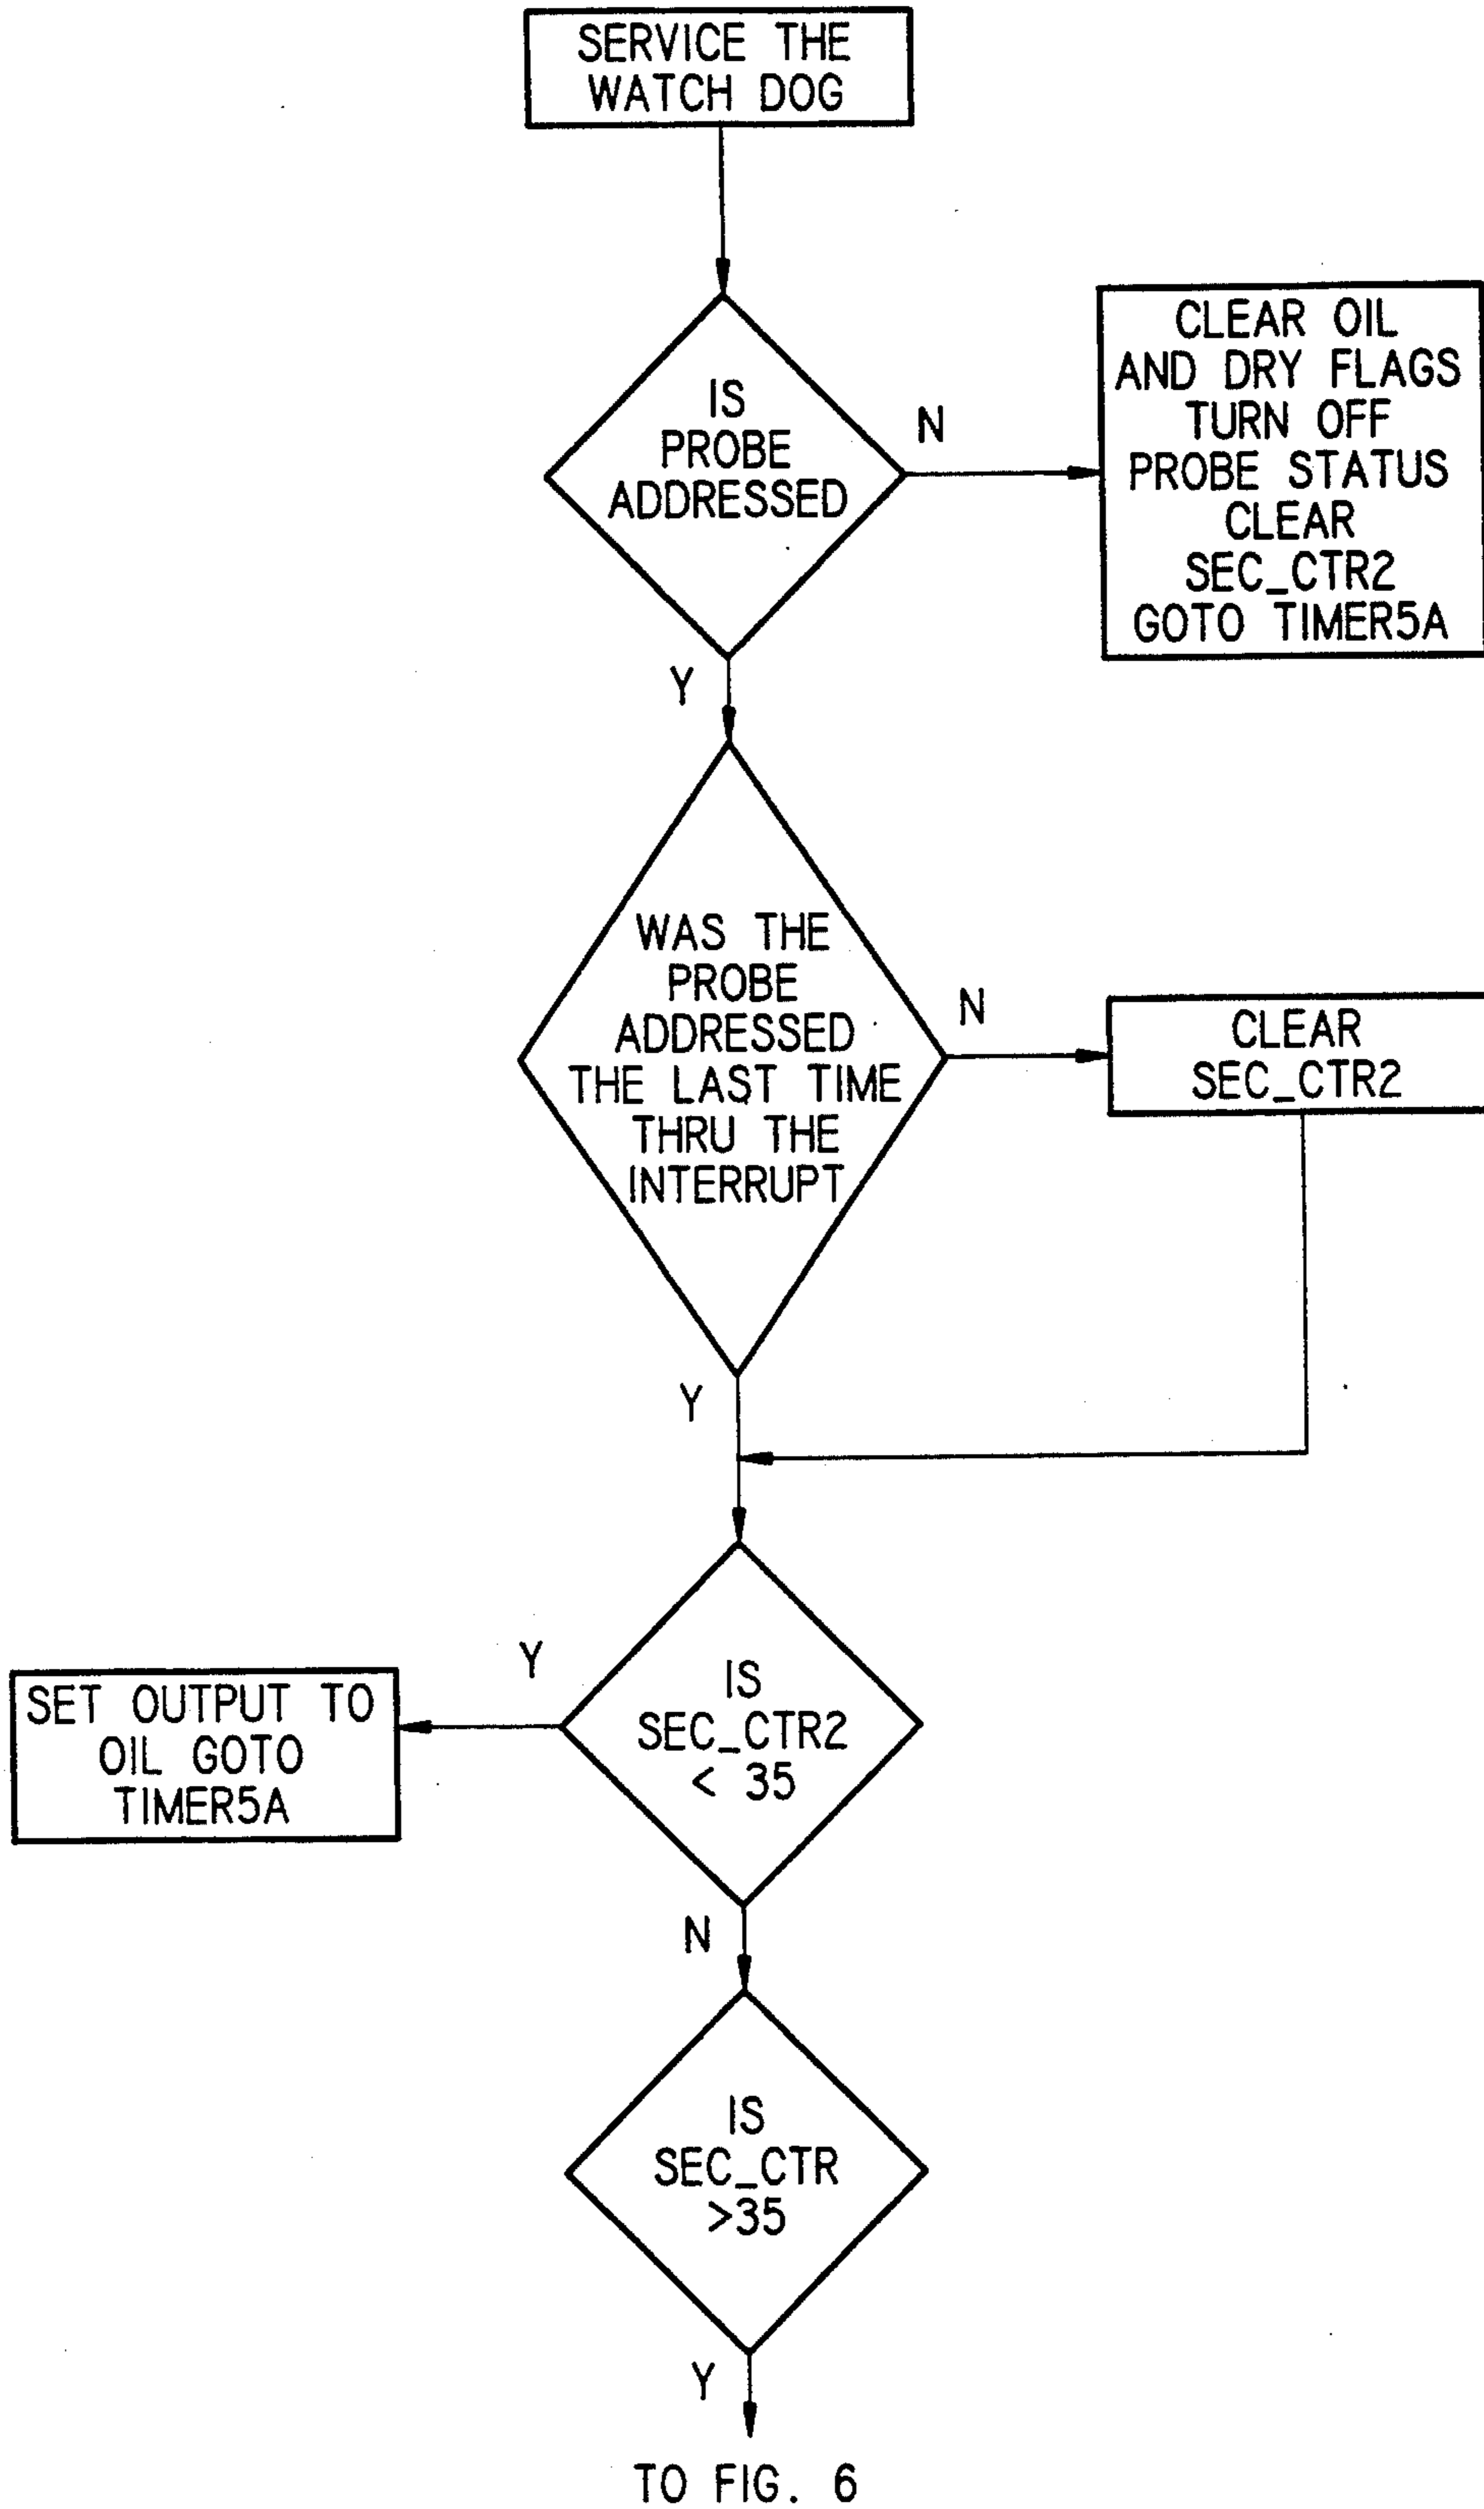 SERVICE THE
WATCH DOG
IS
PROBE
ADDRESSED
N
CLEAR OIL
AND DRY FLAGS
TURN OFF
PROBE STATUS
CLEAR
SEC_CTR2
GOTO TIMER5A
Y
WAS THE
PROBE
ADDRESSED
THE LAST TIME
THRU THE
INTERRUPT
N
CLEAR
SEC_CTR2
Y
IS
SEC_CTR2
< 35
Y
SET OUTPUT TO
OIL GOTO
TIMER5A
N
IS
SEC_CTR
>35
Y
TO FIG. 6